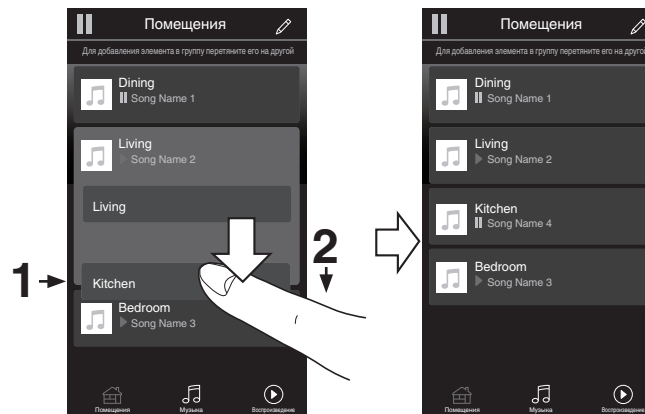 Помещения
Для добавления элемента в группу перетяните его на другой
Dining
Song Name 1
Living
Song Name 2
Living
Kitchen
Bedroom
Song Name 3
Помещения
Музыка
Воспроизведение
1
2
Помещения
Для добавления элемента в группу перетяните его на другой
Dining
Song Name 1
Living
Song Name 2
Kitchen
Song Name 4
Bedroom
Song Name 3
Помещения
Музыка
Воспроизведение